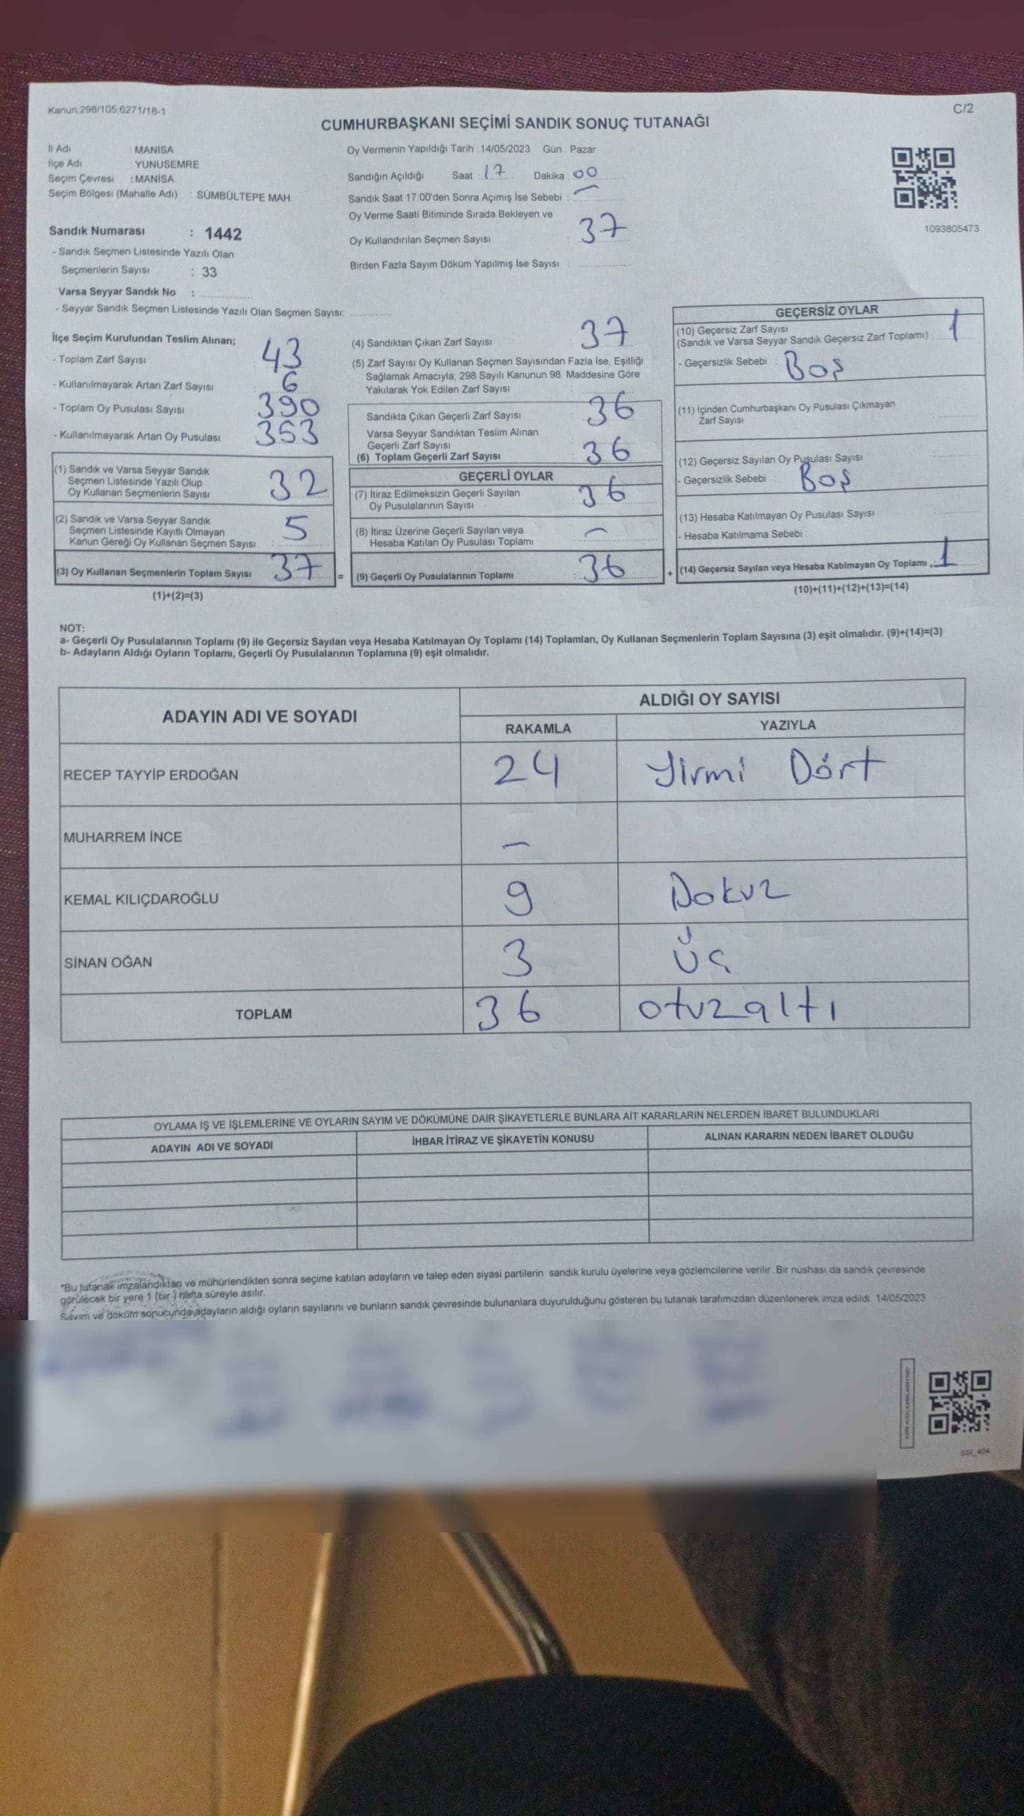 Kanun:298/105,6271/18-1
C/2
CUMHURBAŞKANI SEÇİMİ SANDIK SONUÇ TUTANAĞI
İl Adı : MANİSA
İlçe Adı : YUNUSEMRE
Seçim Çevresi : MANİSA
Seçim Bölgesi (Mahalle Adı) : SÜMBÜLTEPE MAH.
Sandık Numarası : 1442
- Sandık Seçmen Listesinde Yazılı Olan
Seçmenlerin Sayısı : 33
Varsa Seyyar Sandık No :
- Seyyar Sandık Seçmen Listesinde Yazılı Olan Seçmen Sayısı:
Oy Vermenin Yapıldığı Tarih :14/05/2023 Gün : Pazar
Sandığın Açıldığı Saat : 17 Dakika : 00
Sandık Saat 17:00'den Sonra Açılmış İse Sebebi : –
Oy Verme Saati Bitiminde Sırada Bekleyen ve
Oy Kullandırılan Seçmen Sayısı 37
Birden Fazla Sayım Döküm Yapılmış İse Sayısı :
1093805473
İlçe Seçim Kurulundan Teslim Alınan;
- Toplam Zarf Sayısı 43
- Kullanılmayarak Artan Zarf Sayısı 6
- Toplam Oy Pusulası Sayısı 390
- Kullanılmayarak Artan Oy Pusulası 353
(1) Sandık ve Varsa Seyyar Sandık
Seçmen Listesinde Yazılı Olup
Oy Kullanan Seçmenlerin Sayısı 32
(2) Sandık ve Varsa Seyyar Sandık
Seçmen Listesinde Kayıtlı Olmayan
Kanun Gereği Oy Kullanan Seçmen Sayısı : 5
(3) Oy Kullanan Seçmenlerin Toplam Sayısı 37
(1)+(2)=(3)
(4) Sandıktan Çıkan Zarf Sayısı 37
(5) Zarf Sayısı Oy Kullanan Seçmen Sayısından Fazla İse, Eşitliği
Sağlamak Amacıyla, 298 Sayılı Kanunun 98. Maddesine Göre
Yakılarak Yok Edilen Zarf Sayısı
Sandıkta Çıkan Geçerli Zarf Sayısı 36
Varsa Seyyar Sandıktan Teslim Alınan
Geçerli Zarf Sayısı
(6) Toplam Geçerli Zarf Sayısı 36
GEÇERLİ OYLAR
(7) İtiraz Edilmeksizin Geçerli Sayılan
Oy Pusulalarının Sayısı 36
(8) İtiraz Üzerine Geçerli Sayılan veya
Hesaba Katılan Oy Pusulası Toplamı –
= (9) Geçerli Oy Pusulalarının Toplamı 36
GEÇERSİZ OYLAR
(10) Geçersiz Zarf Sayısı
(Sandık ve Varsa Seyyar Sandık Geçersiz Zarf Toplamı) 1
- Geçersizlik Sebebi : Boş
(11) İçinden Cumhurbaşkanı Oy Pusulası Çıkmayan
Zarf Sayısı
(12) Geçersiz Sayılan Oy Pusulası Sayısı
- Geçersizlik Sebebi : Boş
(13) Hesaba Katılmayan Oy Pusulası Sayısı
- Hesaba Katılmama Sebebi :
+ (14) Geçersiz Sayılan veya Hesaba Katılmayan Oy Toplamı 1
(10)+(11)+(12)+(13)=(14)
NOT:
a- Geçerli Oy Pusulalarının Toplamı (9) ile Geçersiz Sayılan veya Hesaba Katılmayan Oy Toplamı (14) Toplamları, Oy Kullanan Seçmenlerin Toplam Sayısına (3) eşit olmalıdır. (9)+(14)=(3)
b- Adayların Aldığı Oyların Toplamı, Geçerli Oy Pusulalarının Toplamına (9) eşit olmalıdır.
ADAYIN ADI VE SOYADI ALDIĞI OY SAYISI
RAKAMLA YAZIYLA
RECEP TAYYİP ERDOĞAN 24 Yirmi Dört
MUHARREM İNCE –
KEMAL KILIÇDAROĞLU 9 Dokuz
SİNAN OĞAN 3 Üç
TOPLAM 36 otuzaltı
OYLAMA İŞ VE İŞLEMLERİNE VE OYLARIN SAYIM VE DÖKÜMÜNE DAİR ŞİKAYETLERLE BUNLARA AİT KARARLARIN NELERDEN İBARET BULUNDUKLARI
ADAYIN ADI VE SOYADI İHBAR İTİRAZ VE ŞİKAYETİN KONUSU ALINAN KARARIN NEDEN İBARET OLDUĞU
*Bu tutanak imzalandıktan ve mühürlendikten sonra seçime katılan adayların ve talep eden siyasi partilerin sandık kurulu üyelerine veya gözlemcilerine verilir. Bir nüshası da sandık çevresinde
görülecek bir yere 1 (bir ) hafta süreyle asılır.
Sayım ve döküm sonucunda adayların aldığı oyların sayılarını ve bunların sandık çevresinde bulunanlara duyurulduğunu gösteren bu tutanak tarafımızdan düzenlenerek imza edildi. 14/05/2023
SSI_404